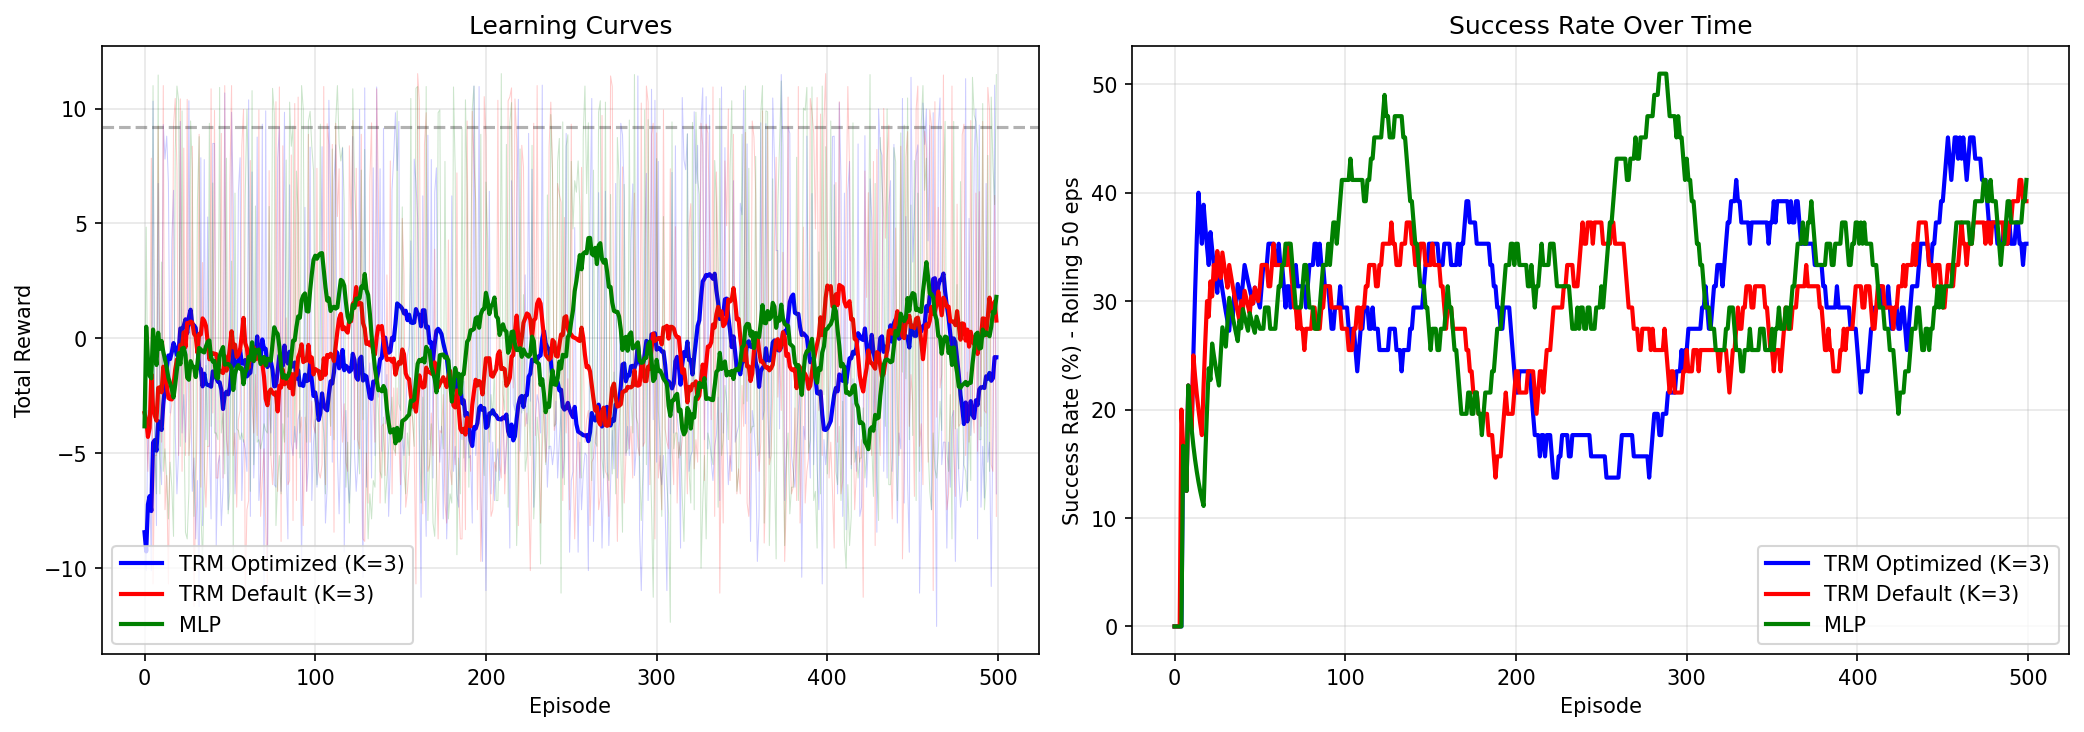 Learning Curves
Total Reward
10
5
0
−5
−10
TRM Optimized (K=3)
TRM Default (K=3)
MLP
0 100 200 300 400 500
Episode
Success Rate Over Time
Success Rate (%) - Rolling 50 eps
50
40
30
20
10
0
TRM Optimized (K=3)
TRM Default (K=3)
MLP
0 100 200 300 400 500
Episode